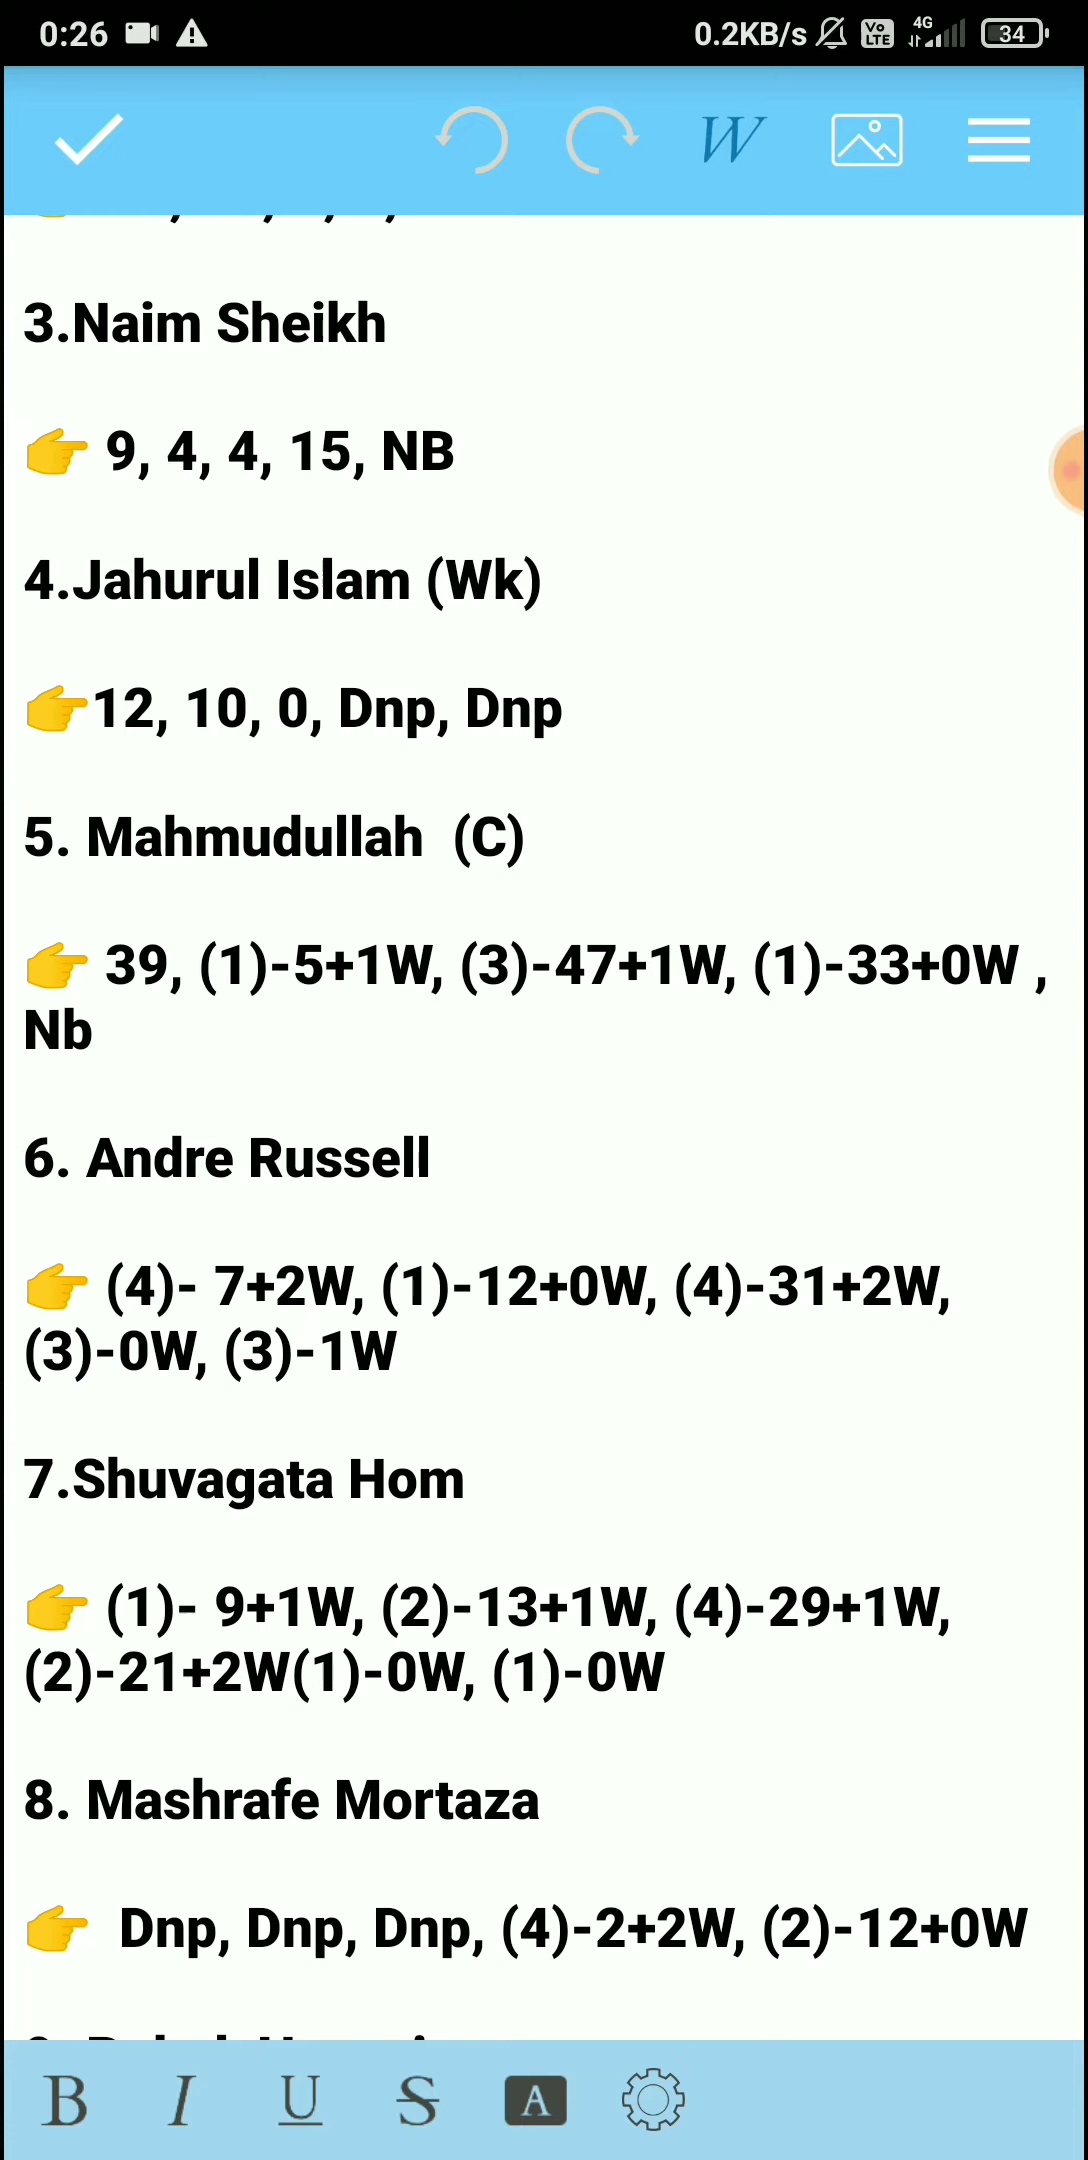 0:26 0.2KB/s Vo LTE 4G 34
W
3.Naim Sheikh
👉 9, 4, 4, 15, NB
4.Jahurul Islam (Wk)
👉12, 10, 0, Dnp, Dnp
5. Mahmudullah  (C)
👉 39, (1)-5+1W, (3)-47+1W, (1)-33+0W ,
Nb
6. Andre Russell
👉 (4)- 7+2W, (1)-12+0W, (4)-31+2W,
(3)-0W, (3)-1W
7.Shuvagata Hom
👉 (1)- 9+1W, (2)-13+1W, (4)-29+1W,
(2)-21+2W(1)-0W, (1)-0W
8. Mashrafe Mortaza
👉  Dnp, Dnp, Dnp, (4)-2+2W, (2)-12+0W
B I U S A